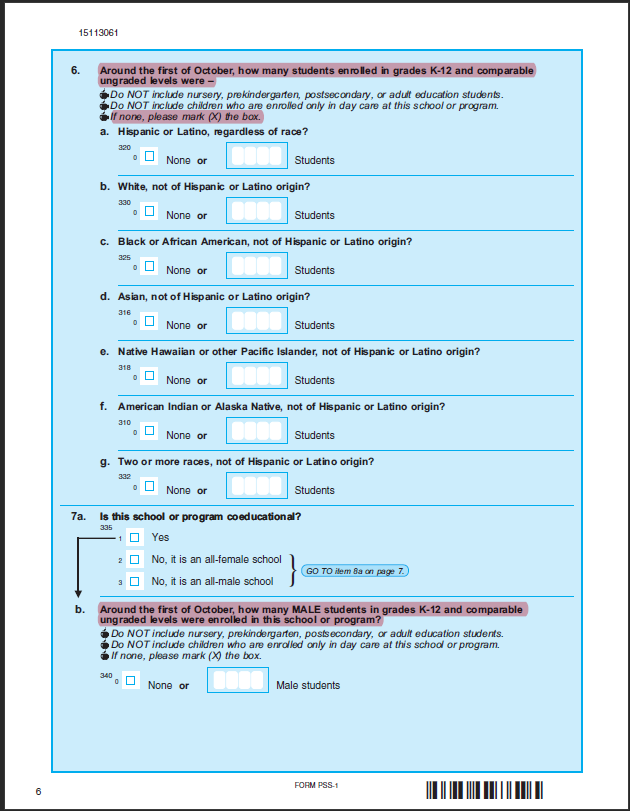 15113061
6. Around the first of October, how many students enrolled in grades K-12 and comparable
ungraded levels were –
Do NOT include nursery, prekindergarten, postsecondary, or adult education students.
Do NOT include children who are enrolled only in day care at this school or program.
If none, please mark (X) the box.
a. Hispanic or Latino, regardless of race?
320
0 None or Students
b. White, not of Hispanic or Latino origin?
330
0 None or Students
c. Black or African American, not of Hispanic or Latino origin?
325
0 None or Students
d. Asian, not of Hispanic or Latino origin?
316
0 None or Students
e. Native Hawaiian or other Pacific Islander, not of Hispanic or Latino origin?
318
0 None or Students
f. American Indian or Alaska Native, not of Hispanic or Latino origin?
310
0 None or Students
g. Two or more races, not of Hispanic or Latino origin?
332
0 None or Students
7a. Is this school or program coeducational?
335
1 Yes
2 No, it is an all-female school
3 No, it is an all-male school
GO TO item 8a on page 7.
b. Around the first of October, how many MALE students in grades K-12 and comparable
ungraded levels were enrolled in this school or program?
Do NOT include nursery, prekindergarten, postsecondary, or adult education students.
Do NOT include children who are enrolled only in day care at this school or program.
If none, please mark (X) the box.
340
0 None or Male students
6
FORM PSS-1